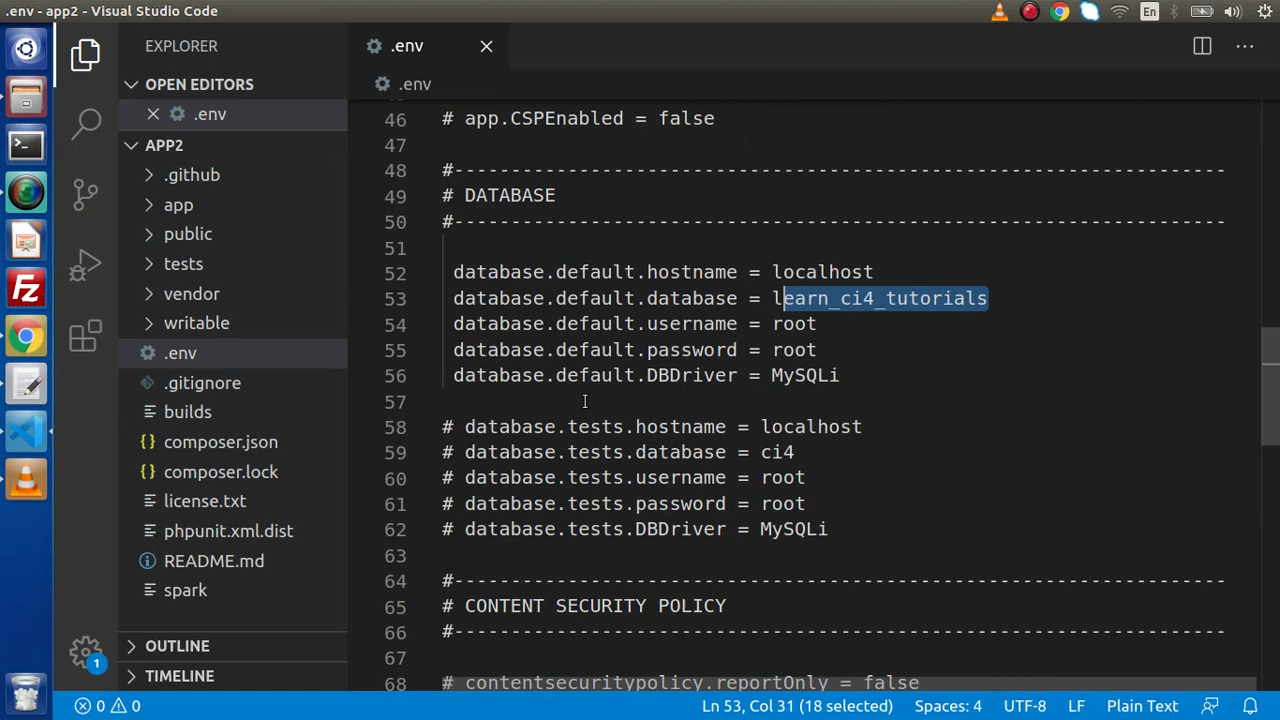 .env - app2 - Visual Studio Code
En
EXPLORER
OPEN EDITORS
.env
APP2
.github
app
public
tests
vendor
writable
.env
.gitignore
builds
composer.json
composer.lock
license.txt
phpunit.xml.dist
README.md
spark
OUTLINE
TIMELINE
1
.env
.env
46 # app.CSPEnabled = false
47
48 #--------------------------------------------------------------------
49 # DATABASE
50 #--------------------------------------------------------------------
51
52 database.default.hostname = localhost
53 database.default.database = learn_ci4_tutorials
54 database.default.username = root
55 database.default.password = root
56 database.default.DBDriver = MySQLi
57
58 # database.tests.hostname = localhost
59 # database.tests.database = ci4
60 # database.tests.username = root
61 # database.tests.password = root
62 # database.tests.DBDriver = MySQLi
63
64 #--------------------------------------------------------------------
65 # CONTENT SECURITY POLICY
66 #--------------------------------------------------------------------
67
68 # contentsecuritypolicy.reportOnly = false
0 0 Ln 53, Col 31 (18 selected) Spaces: 4 UTF-8 LF Plain Text